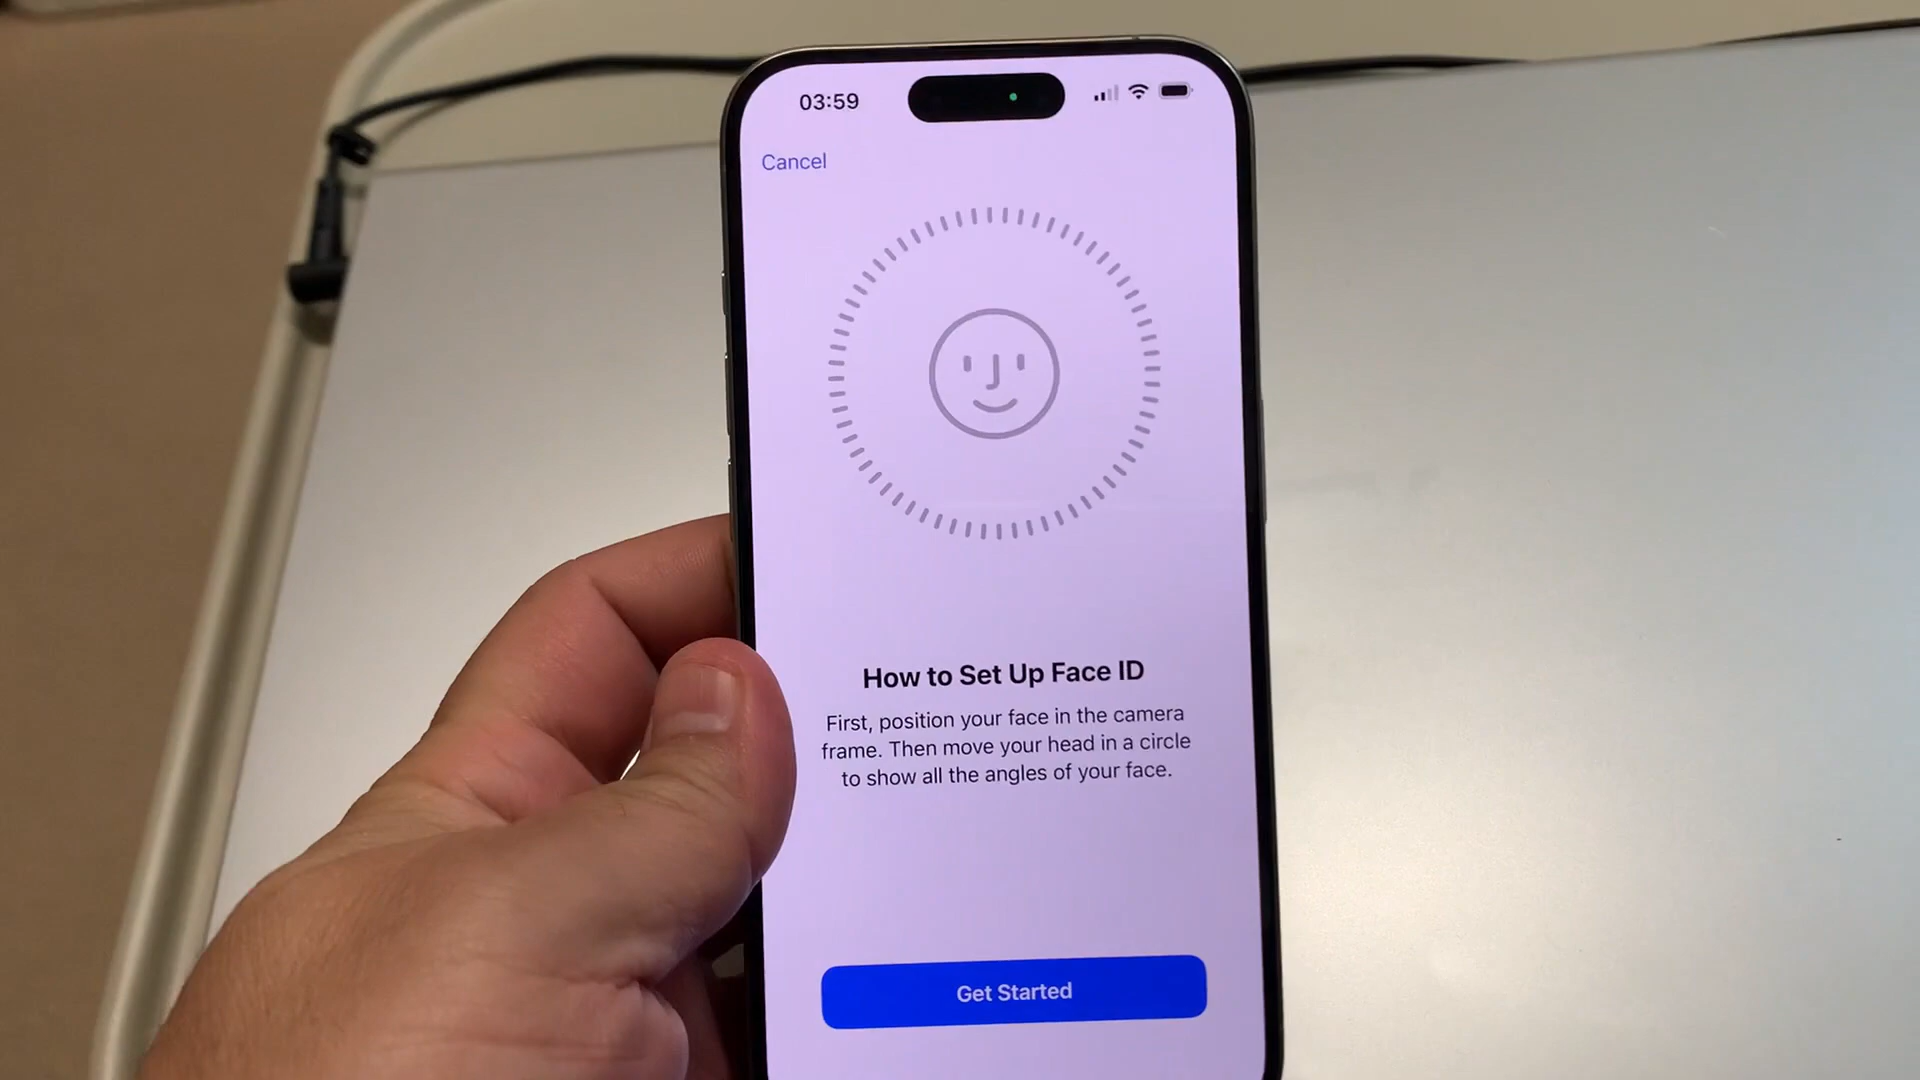 03:59
Cancel
How to Set Up Face ID
First, position your face in the camera
frame. Then move your head in a circle
to show all the angles of your face.
Get Started